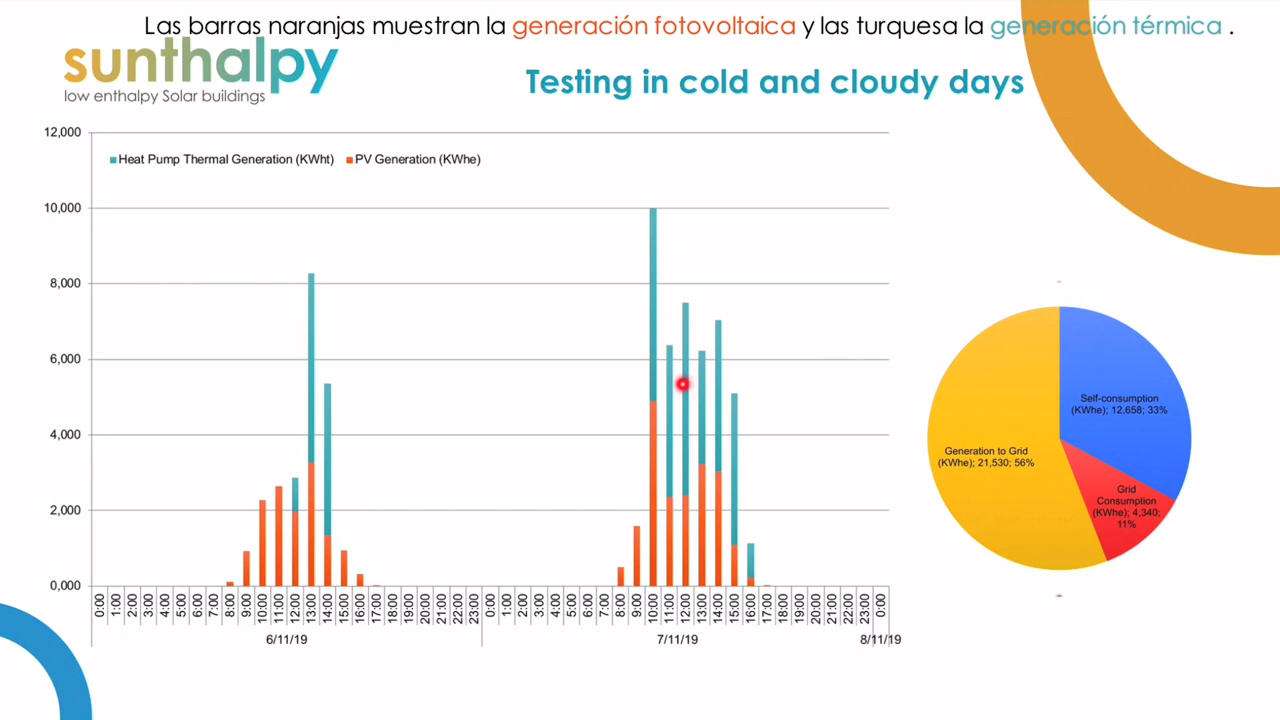 Las barras naranjas muestran la generación fotovoltaica y las turquesa la generación térmica .
sunthalpy
low enthalpy Solar buildings
Testing in cold and cloudy days
Heat Pump Thermal Generation (KWht) PV Generation (KWhe)
12,000
10,000
8,000
6,000
4,000
2,000
0,000
0:00 1:00 2:00 3:00 4:00 5:00 6:00 7:00 8:00 9:00 10:00 11:00 12:00 13:00 14:00 15:00 16:00 17:00 18:00 19:00 20:00 21:00 22:00 23:00 0:00 1:00 2:00 3:00 4:00 5:00 6:00 7:00 8:00 9:00 10:00 11:00 12:00 13:00 14:00 15:00 16:00 17:00 18:00 19:00 20:00 21:00 22:00 23:00 0:00
6/11/19 7/11/19 8/11/19
Self-consumption
(KWhe); 12,658; 33%
Generation to Grid
(KWhe); 21,530; 56%
Grid
Consumption
(KWhe); 4,340;
11%